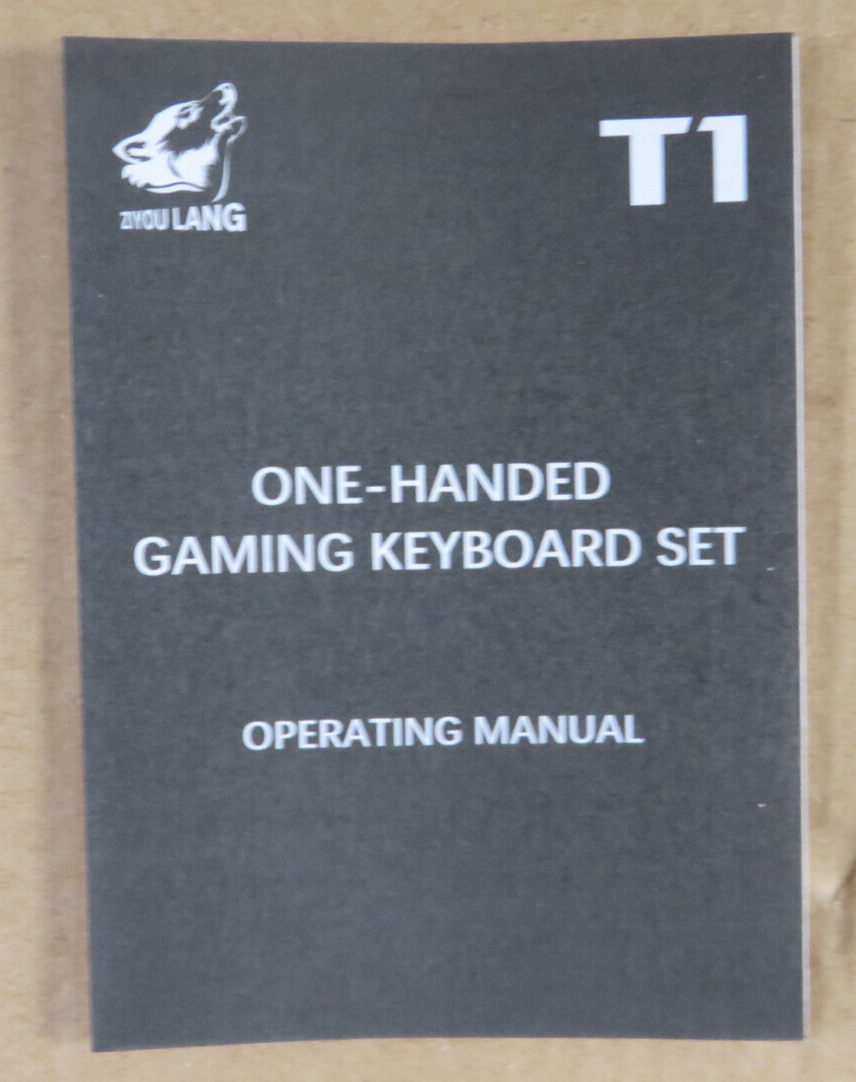 ZIYOU LANG
T1
ONE-HANDED
GAMING KEYBOARD SET
OPERATING MANUAL